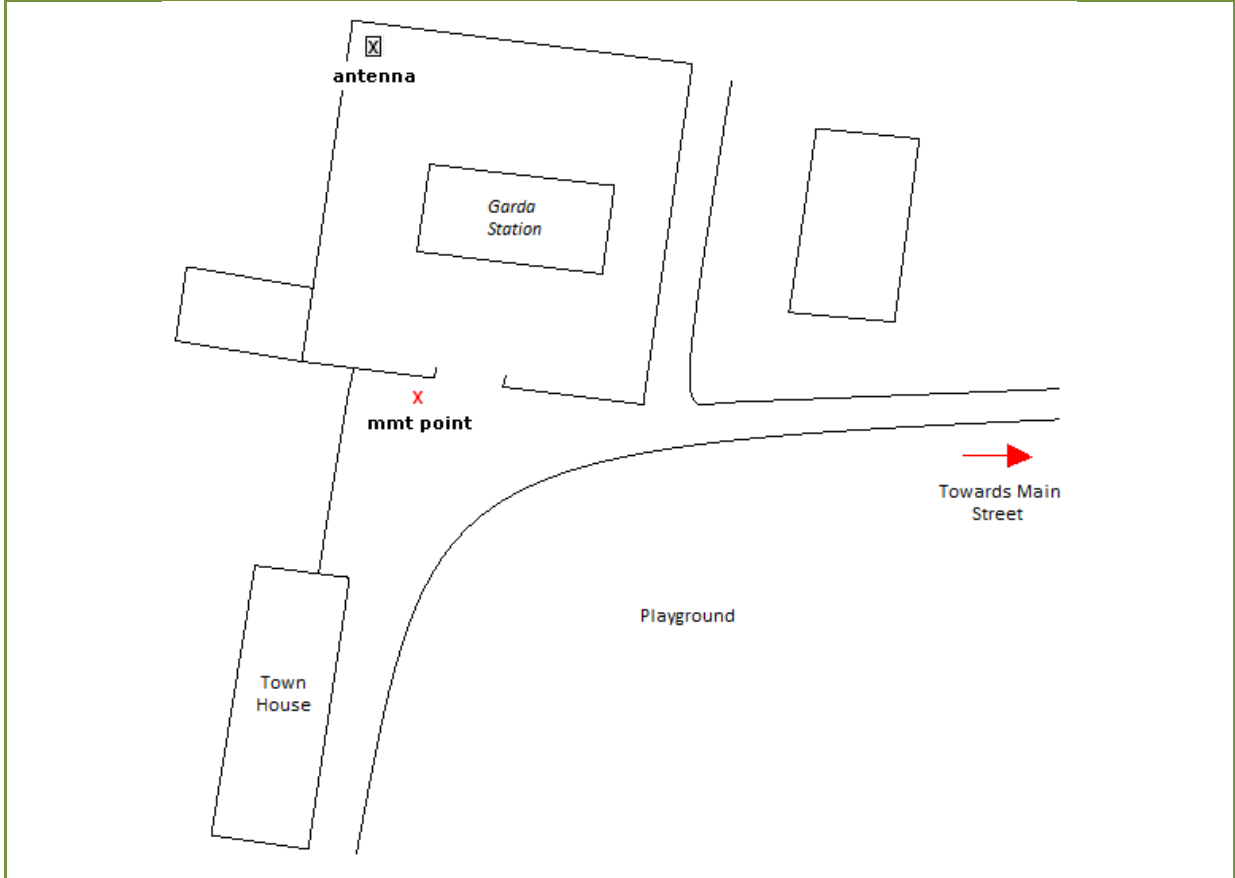 X
antenna
Garda
Station
X
mmt point
Towards Main
Street
Playground
Town
House